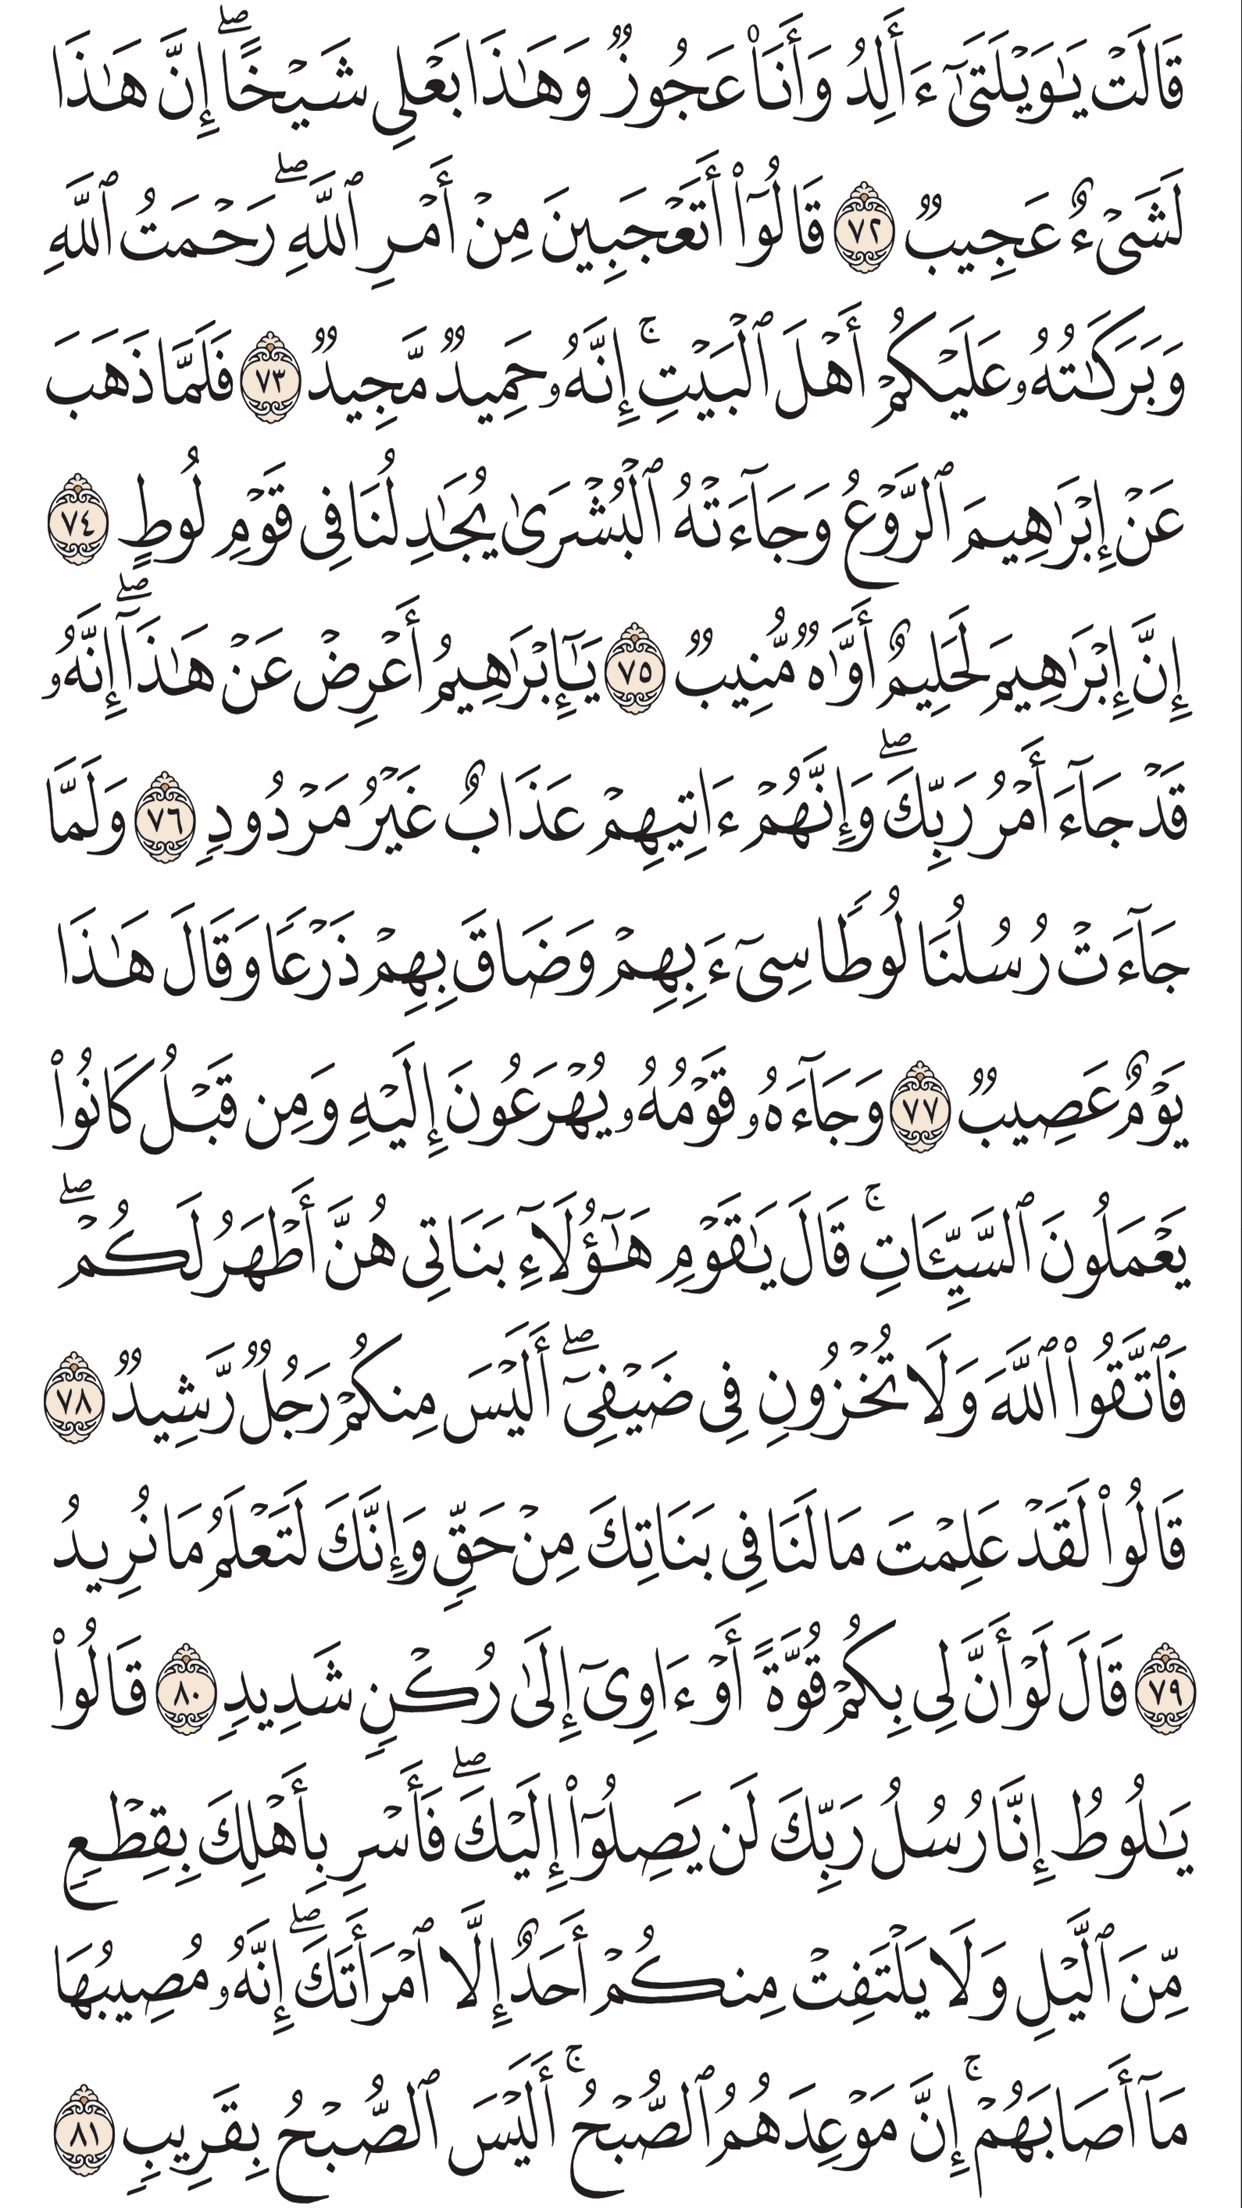 قَالَتْ يَٰوَيْلَتَىٰٓ ءَأَلِدُ وَأَنَا۠ عَجُوزٌ وَهَٰذَا بَعْلِى شَيْخًا ۖ إِنَّ هَٰذَا
لَشَىْءٌ عَجِيبٌ ٧٢ قَالُوٓا۟ أَتَعْجَبِينَ مِنْ أَمْرِ ٱللَّهِ ۖ رَحْمَتُ ٱللَّهِ
وَبَرَكَٰتُهُۥ عَلَيْكُمْ أَهْلَ ٱلْبَيْتِ ۚ إِنَّهُۥ حَمِيدٌ مَّجِيدٌ ٧٣ فَلَمَّا ذَهَبَ
عَنْ إِبْرَٰهِيمَ ٱلرَّوْعُ وَجَآءَتْهُ ٱلْبُشْرَىٰ يُجَٰدِلُنَا فِى قَوْمِ لُوطٍ ٧٤
إِنَّ إِبْرَٰهِيمَ لَحَلِيمٌ أَوَّٰهٌ مُّنِيبٌ ٧٥ يَٰٓإِبْرَٰهِيمُ أَعْرِضْ عَنْ هَٰذَآ ۖ إِنَّهُۥ
قَدْ جَآءَ أَمْرُ رَبِّكَ ۖ وَإِنَّهُمْ ءَاتِيهِمْ عَذَابٌ غَيْرُ مَرْدُودٍ ٧٦ وَلَمَّا
جَآءَتْ رُسُلُنَا لُوطًا سِىٓءَ بِهِمْ وَضَاقَ بِهِمْ ذَرْعًا وَقَالَ هَٰذَا
يَوْمٌ عَصِيبٌ ٧٧ وَجَآءَهُۥ قَوْمُهُۥ يُهْرَعُونَ إِلَيْهِ وَمِن قَبْلُ كَانُوا۟
يَعْمَلُونَ ٱلسَّيِّـَٔاتِ ۚ قَالَ يَٰقَوْمِ هَٰٓؤُلَآءِ بَنَاتِى هُنَّ أَطْهَرُ لَكُمْ ۖ
فَٱتَّقُوا۟ ٱللَّهَ وَلَا تُخْزُونِ فِى ضَيْفِىٓ ۖ أَلَيْسَ مِنكُمْ رَجُلٌ رَّشِيدٌ ٧٨
قَالُوا۟ لَقَدْ عَلِمْتَ مَا لَنَا فِى بَنَاتِكَ مِنْ حَقٍّ وَإِنَّكَ لَتَعْلَمُ مَا نُرِيدُ
٧٩ قَالَ لَوْ أَنَّ لِى بِكُمْ قُوَّةً أَوْ ءَاوِىٓ إِلَىٰ رُكْنٍ شَدِيدٍ ٨٠ قَالُوا۟
يَٰلُوطُ إِنَّا رُسُلُ رَبِّكَ لَن يَصِلُوٓا۟ إِلَيْكَ ۖ فَأَسْرِ بِأَهْلِكَ بِقِطْعٍ
مِّنَ ٱلَّيْلِ وَلَا يَلْتَفِتْ مِنكُمْ أَحَدٌ إِلَّا ٱمْرَأَتَكَ ۖ إِنَّهُۥ مُصِيبُهَا
مَآ أَصَابَهُمْ ۚ إِنَّ مَوْعِدَهُمُ ٱلصُّبْحُ ۚ أَلَيْسَ ٱلصُّبْحُ بِقَرِيبٍ ٨١